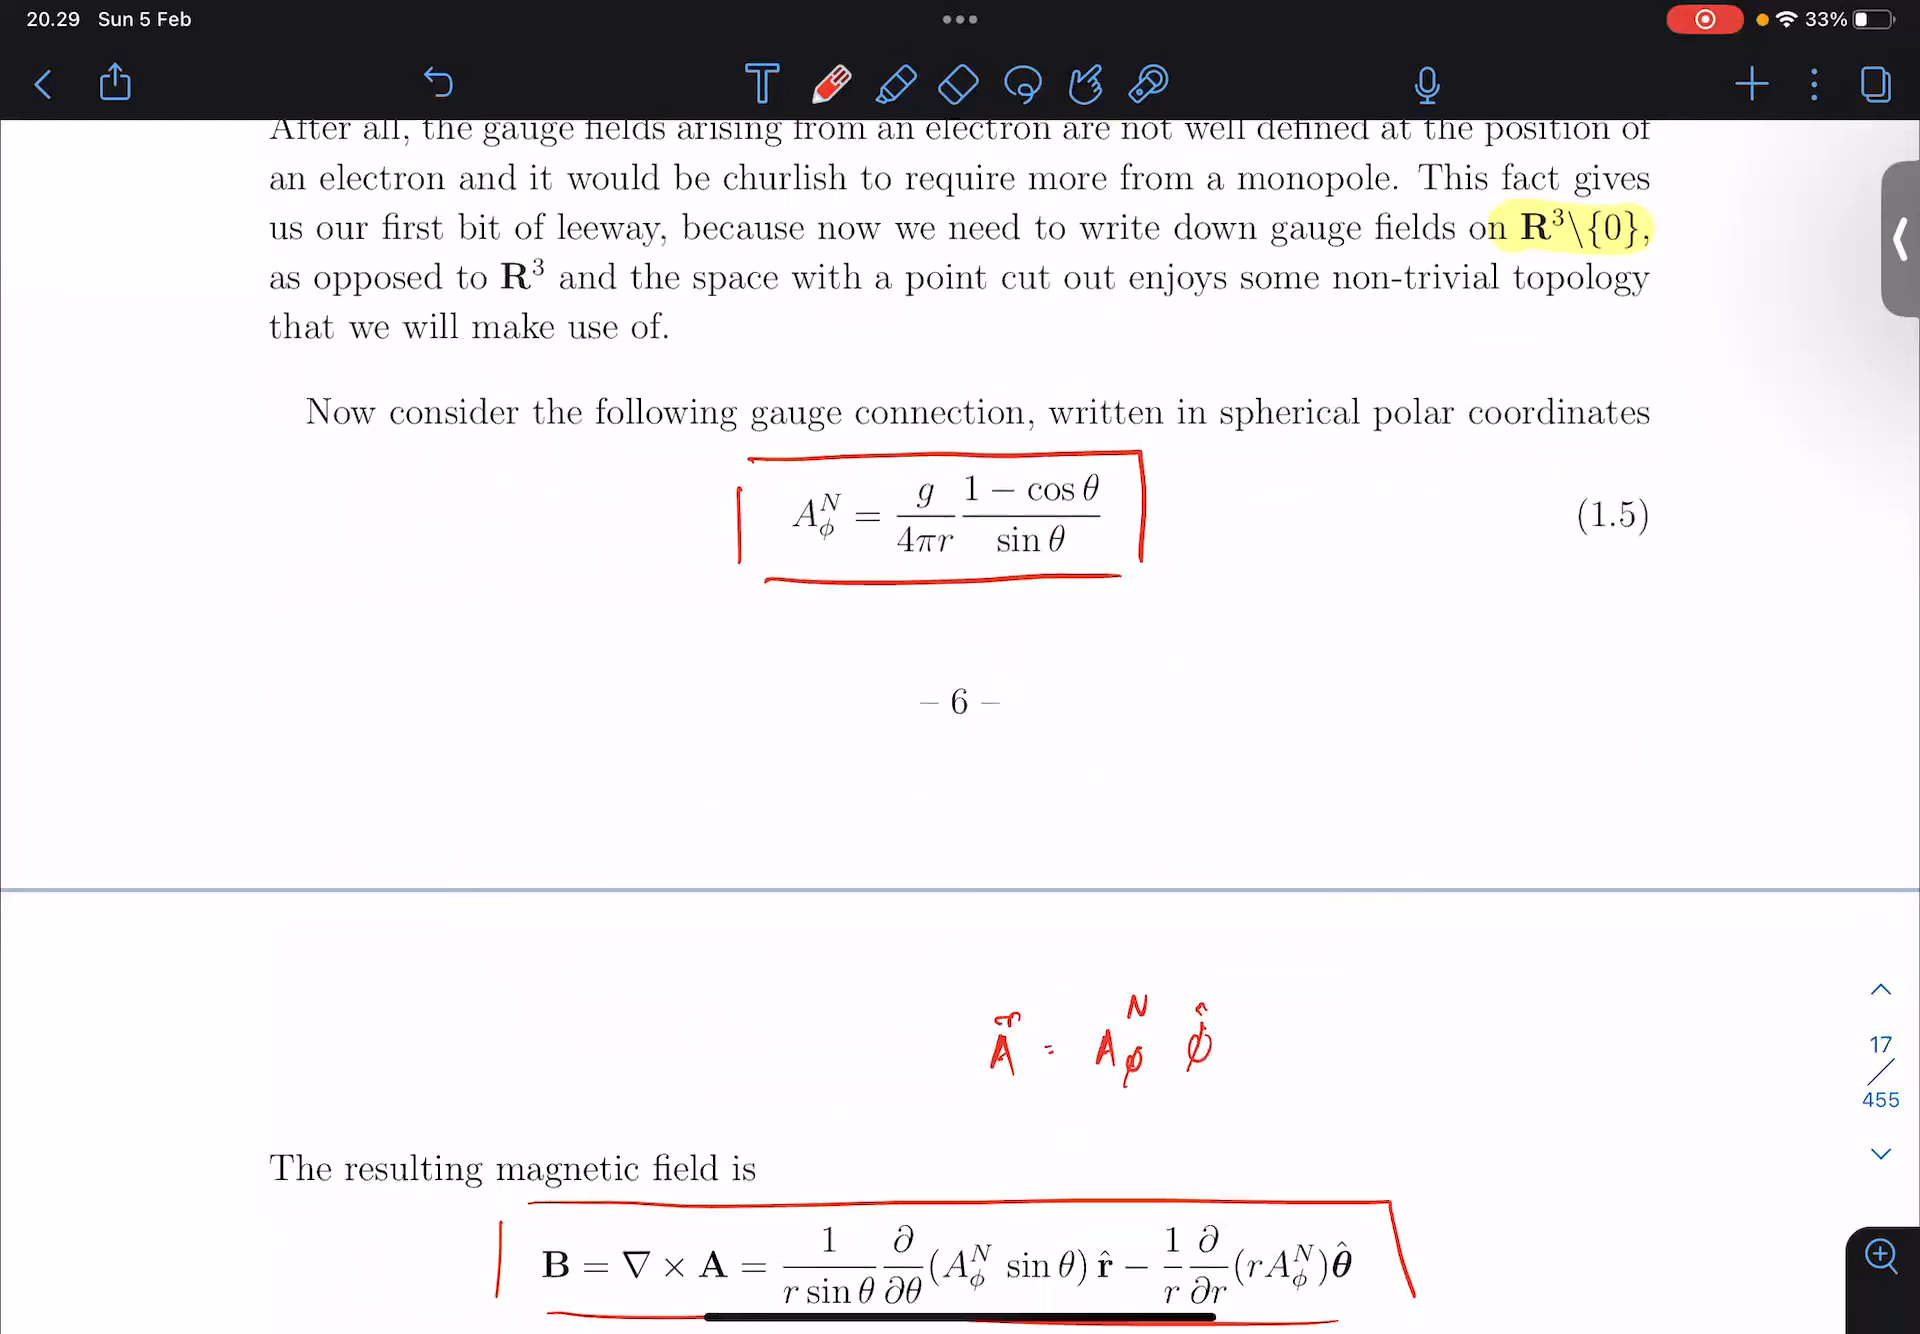 20.29 Sun 5 Feb
33%
After all, the gauge fields arising from an electron are not well defined at the position of
an electron and it would be churlish to require more from a monopole. This fact gives
us our first bit of leeway, because now we need to write down gauge fields on R³\{0},
as opposed to R³ and the space with a point cut out enjoys some non-trivial topology
that we will make use of.
Now consider the following gauge connection, written in spherical polar coordinates
A_ϕ^N = g/(4πr) (1 − cos θ)/(sin θ) (1.5)
– 6 –
A⃗ = A_ϕ^N ϕ̂
17
/
455
The resulting magnetic field is
B = ∇ × A = 1/(r sin θ) ∂/∂θ (A_ϕ^N sin θ) r̂ − 1/r ∂/∂r (rA_ϕ^N) θ̂